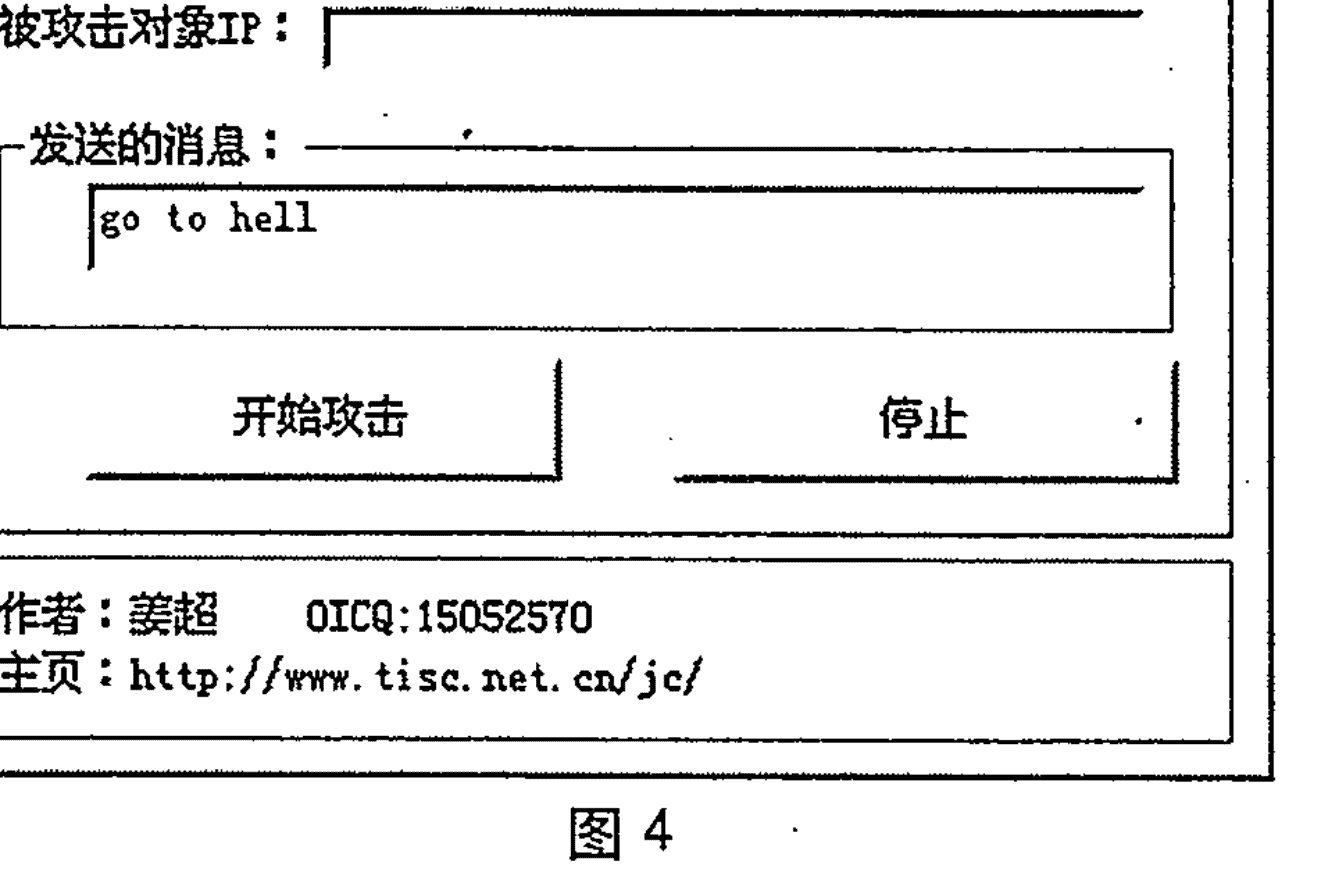 被攻击对象IP：
发送的消息：
go to hell
开始攻击 停止
作者：姜超 OICQ:15052570
主页：http://www.tisc.net.cn/jc/
图 4